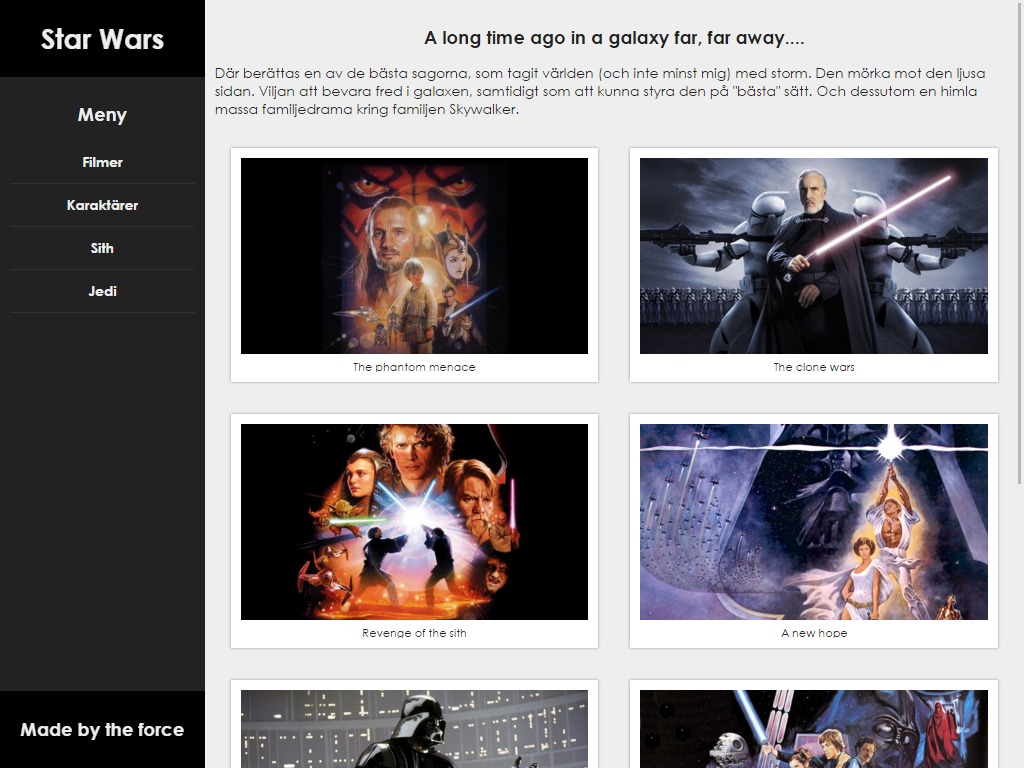 Star Wars
Meny
Filmer
Karaktärer
Sith
Jedi
Made by the force
A long time ago in a galaxy far, far away....
Där berättas en av de bästa sagorna, som tagit världen (och inte minst mig) med storm. Den mörka mot den ljusa
sidan. Viljan att bevara fred i galaxen, samtidigt som att kunna styra den på "bästa" sätt. Och dessutom en himla
massa familjedrama kring familjen Skywalker.
The phantom menace
The clone wars
Revenge of the sith
A new hope